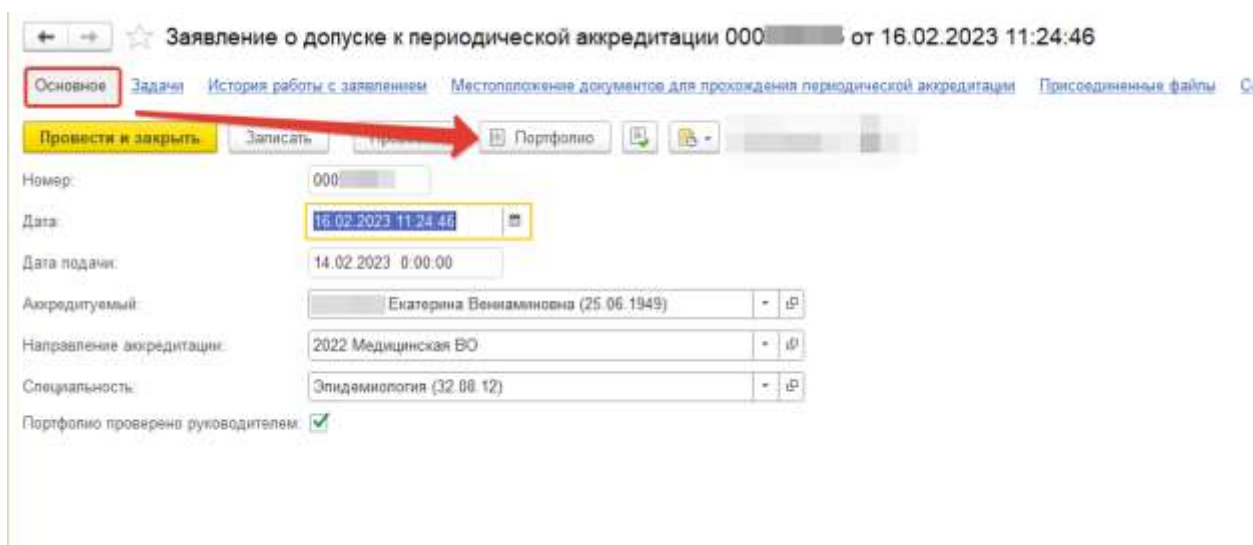 Заявление о допуске к периодической аккредитации 000 от 16.02.2023 11:24:46
Основное Задачи История работы с заявлением Местоположение документов для прохождения периодической аккредитации Присоединенные файлы
Провести и закрыть Записать Портфолио
Номер: 000
Дата: 16.02.2023 11:24:46
Дата подачи: 14.02.2023 0:00:00
Аккредитуемый: Екатерина Вениаминовна (25.06.1949)
Направление аккредитации: 2022 Медицинская ВО
Специальность: Эпидемиология (32.08.12)
Портфолио проверено руководителем: